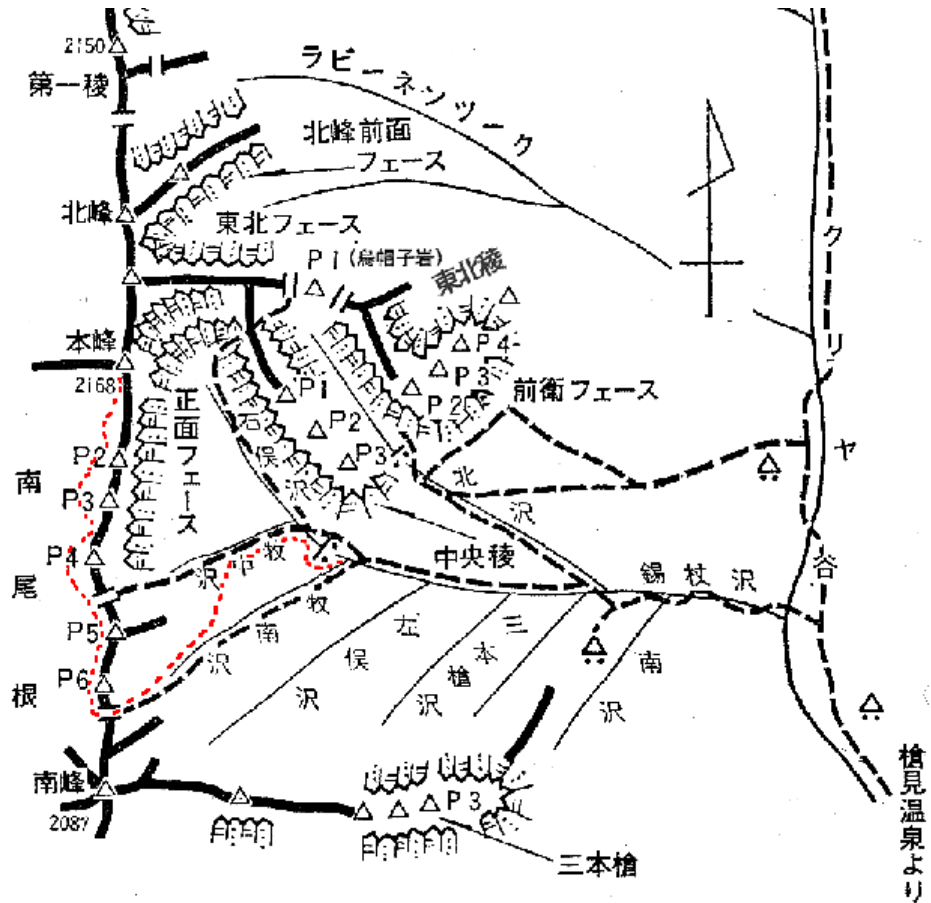 2150
第一稜
ラビーネンツーク
北峰前面
フェース
北峰
東北フェース
P1(烏帽子岩)
東北稜
本峰
2168
正面フェース
右俣沢
P1
P2
P3
P4
P3
P2
前衛フェース
クリヤ谷
南尾根
P2
P3
P4
P5
P6
北沢
中央稜
牧中沢
牧南沢
左俣沢
三本槍沢
南沢
錫杖沢
南峰
2087
P3
三本槍
槍見温泉より